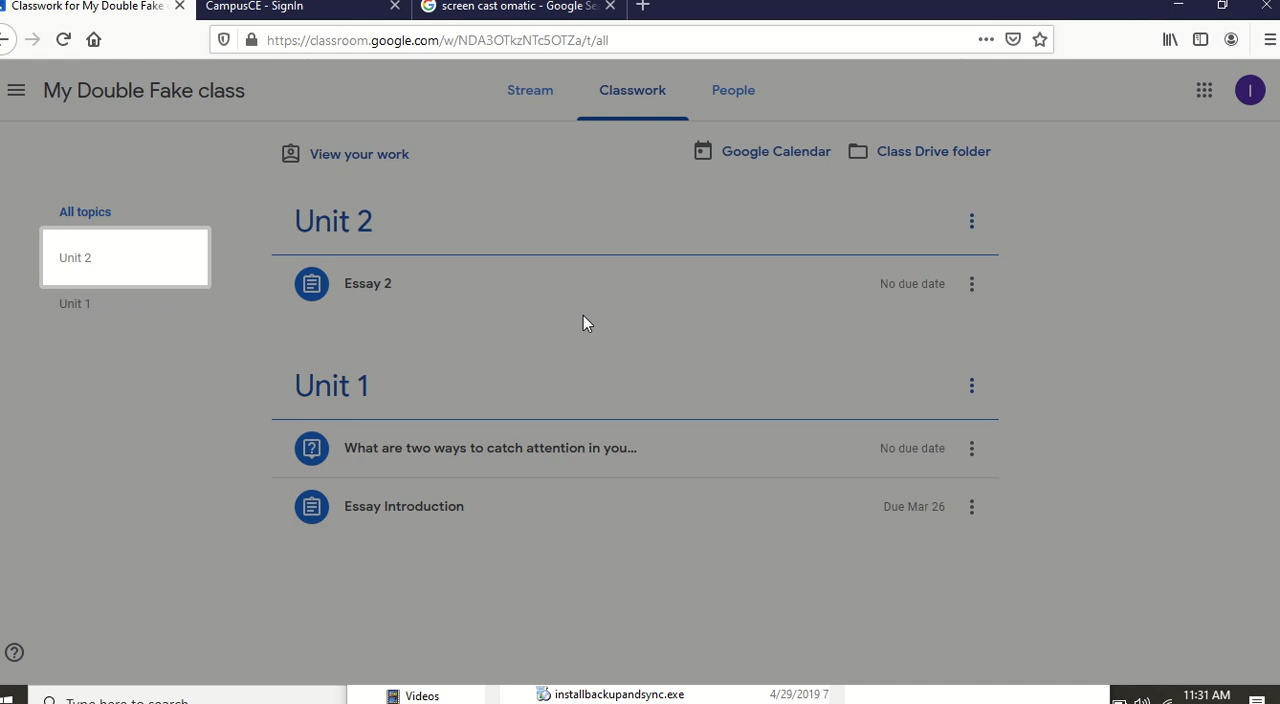 Classwork for My Double Fake
CampusCE - SignIn
screen cast omatic - Google Se
https://classroom.google.com/w/NDA3OTkzNTc5OTZa/t/all
My Double Fake class
Stream
Classwork
People
I
View your work
Google Calendar
Class Drive folder
All topics
Unit 2
Unit 1
Unit 2
Essay 2
No due date
Unit 1
What are two ways to catch attention in you...
No due date
Essay Introduction
Due Mar 26
Type here to search
Videos
installbackupandsync.exe
4/29/2019 7
11:31 AM